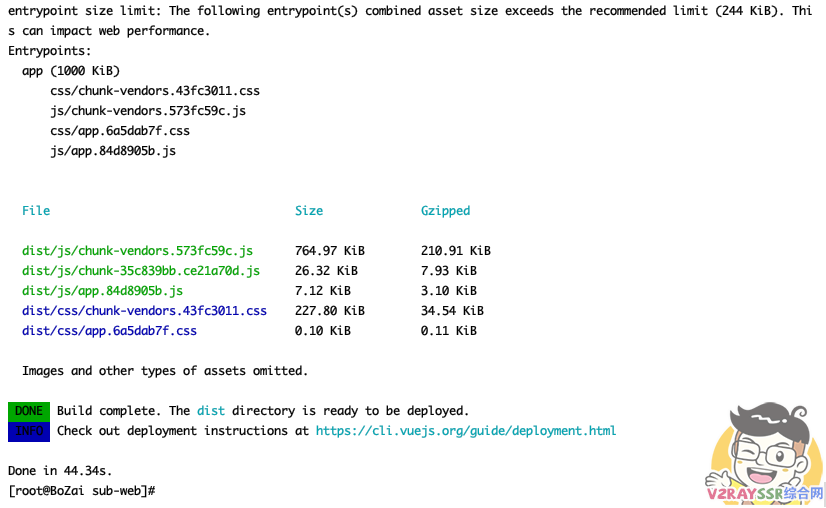 entrypoint size limit: The following entrypoint(s) combined asset size exceeds the recommended limit (244 KiB). Thi
s can impact web performance.
Entrypoints:
app (1000 KiB)
css/chunk-vendors.43fc3011.css
js/chunk-vendors.573fc59c.js
css/app.6a5dab7f.css
js/app.84d8905b.js
File Size Gzipped
dist/js/chunk-vendors.573fc59c.js 764.97 KiB 210.91 KiB
dist/js/chunk-35c839bb.ce21a70d.js 26.32 KiB 7.93 KiB
dist/js/app.84d8905b.js 7.12 KiB 3.10 KiB
dist/css/chunk-vendors.43fc3011.css 227.80 KiB 34.54 KiB
dist/css/app.6a5dab7f.css 0.10 KiB 0.11 KiB
Images and other types of assets omitted.
DONE Build complete. The dist directory is ready to be deployed.
INFO Check out deployment instructions at https://cli.vuejs.org/guide/deployment.html
Done in 44.34s.
[root@BoZai sub-web]#
V2RAYSSR综合网